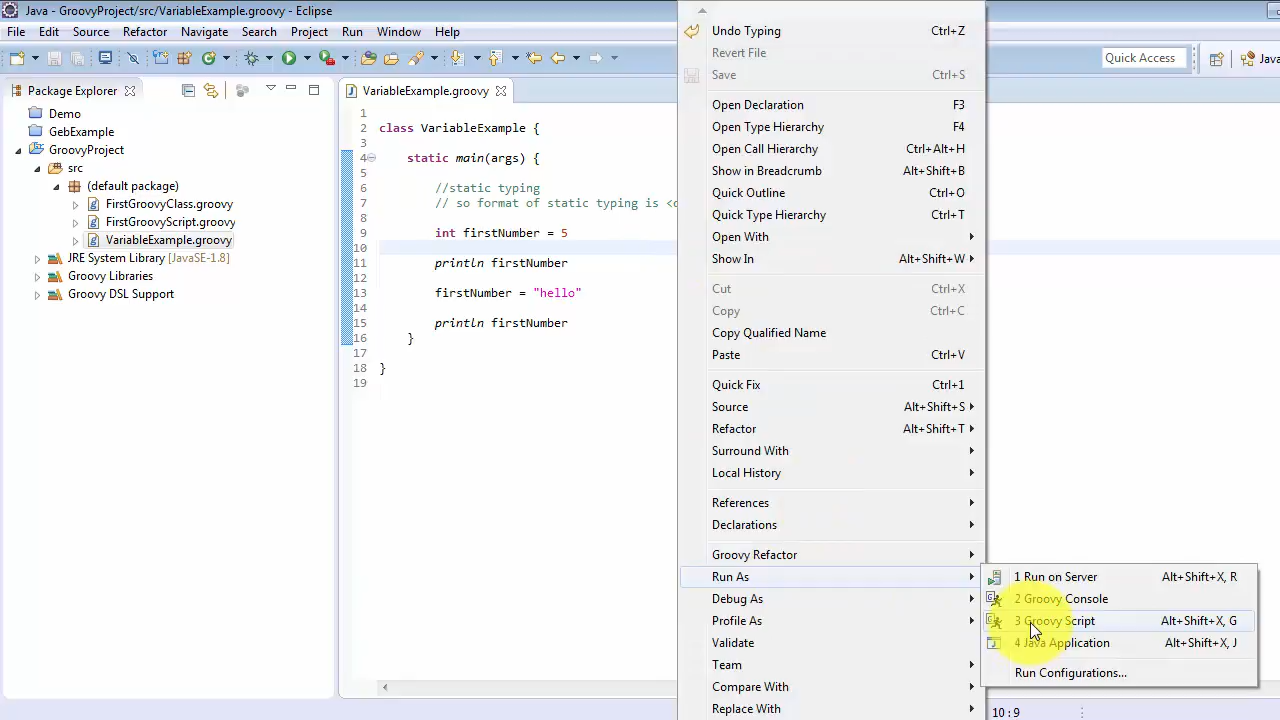 Java - GroovyProject/src/VariableExample.groovy - Eclipse
File Edit Source Refactor Navigate Search Project Run Window Help
Quick Access
Java
Package Explorer
Demo
GebExample
GroovyProject
src
(default package)
FirstGroovyClass.groovy
FirstGroovyScript.groovy
VariableExample.groovy
JRE System Library [JavaSE-1.8]
Groovy Libraries
Groovy DSL Support
VariableExample.groovy
1
2 class VariableExample {
3
4 static main(args) {
5
6 //static typing
7 // so format of static typing is <
8
9 int firstNumber = 5
10
11 println firstNumber
12
13 firstNumber = "hello"
14
15 println firstNumber
16 }
17
18 }
19
Undo Typing Ctrl+Z
Revert File
Save Ctrl+S
Open Declaration F3
Open Type Hierarchy F4
Open Call Hierarchy Ctrl+Alt+H
Show in Breadcrumb Alt+Shift+B
Quick Outline Ctrl+O
Quick Type Hierarchy Ctrl+T
Open With
Show In Alt+Shift+W
Cut Ctrl+X
Copy Ctrl+C
Copy Qualified Name
Paste Ctrl+V
Quick Fix Ctrl+1
Source Alt+Shift+S
Refactor Alt+Shift+T
Surround With
Local History
References
Declarations
Groovy Refactor
Run As
Debug As
Profile As
Validate
Team
Compare With
Replace With
1 Run on Server Alt+Shift+X, R
2 Groovy Console
3 Groovy Script Alt+Shift+X, G
4 Java Application Alt+Shift+X, J
Run Configurations...
10:9